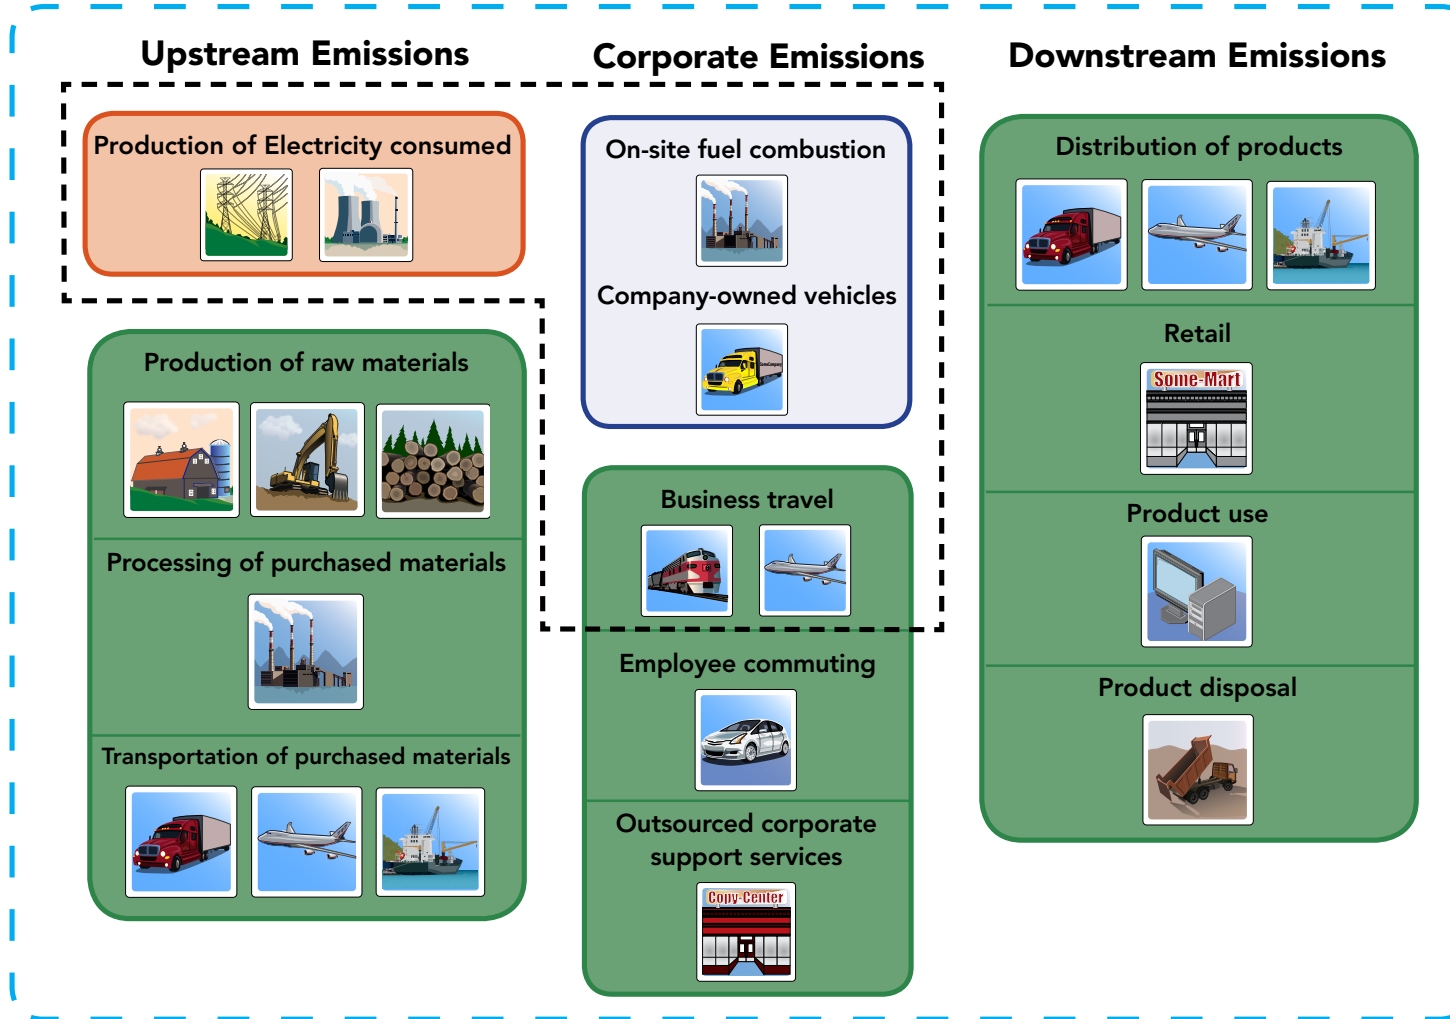 Upstream Emissions
Production of Electricity consumed
Production of raw materials
Processing of purchased materials
Transportation of purchased materials
Corporate Emissions
On-site fuel combustion
Company-owned vehicles
SomeCompany
Business travel
Employee commuting
Outsourced corporate
support services
Copy-Center
Downstream Emissions
Distribution of products
Retail
Some-Mart
Product use
Product disposal